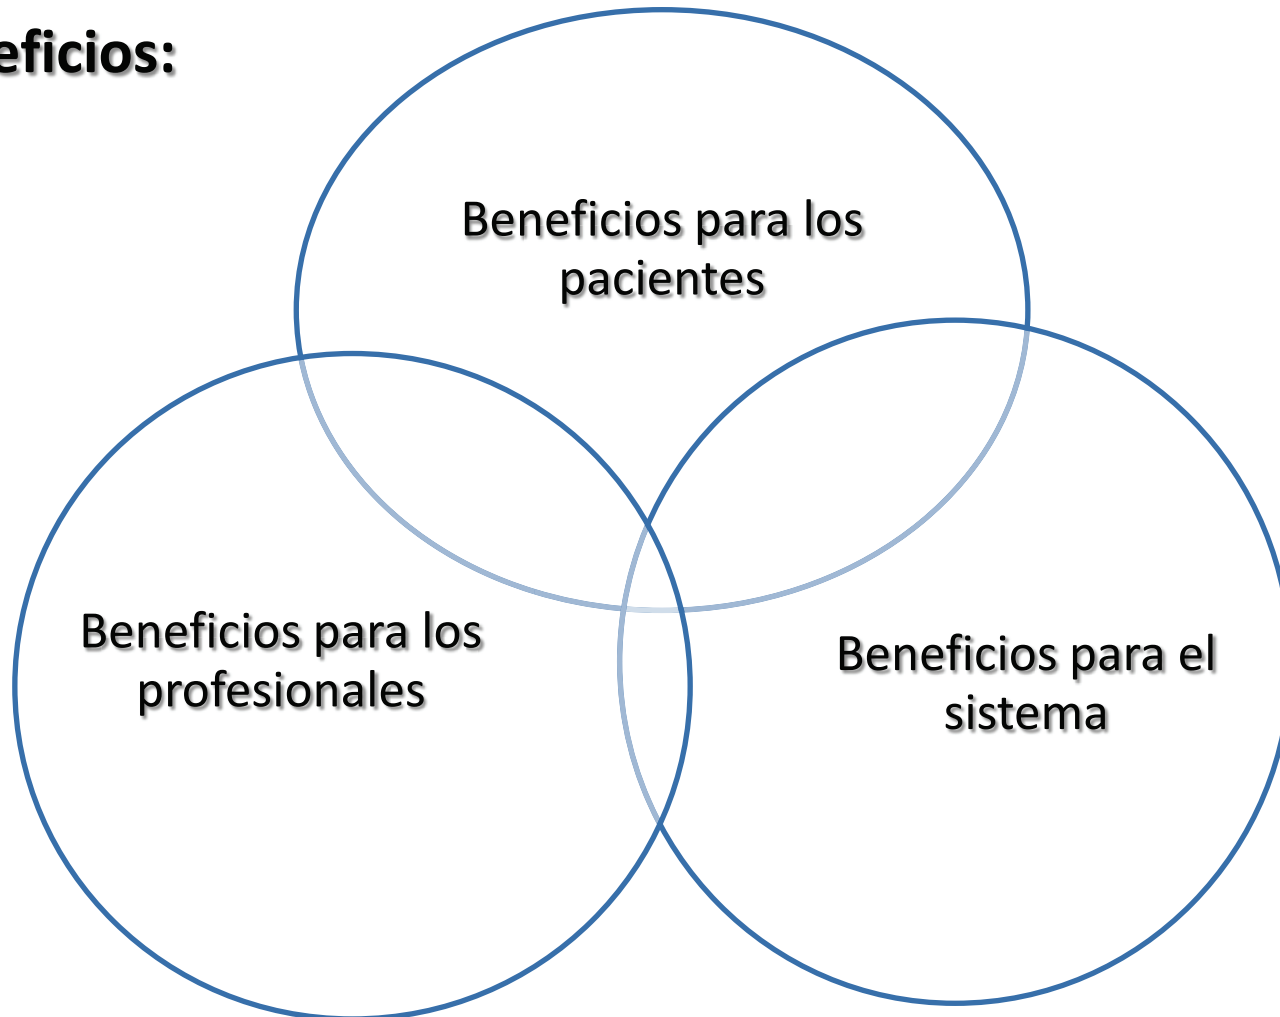 eficios:
Beneficios para los
pacientes
Beneficios para los
profesionales
Beneficios para el
sistema